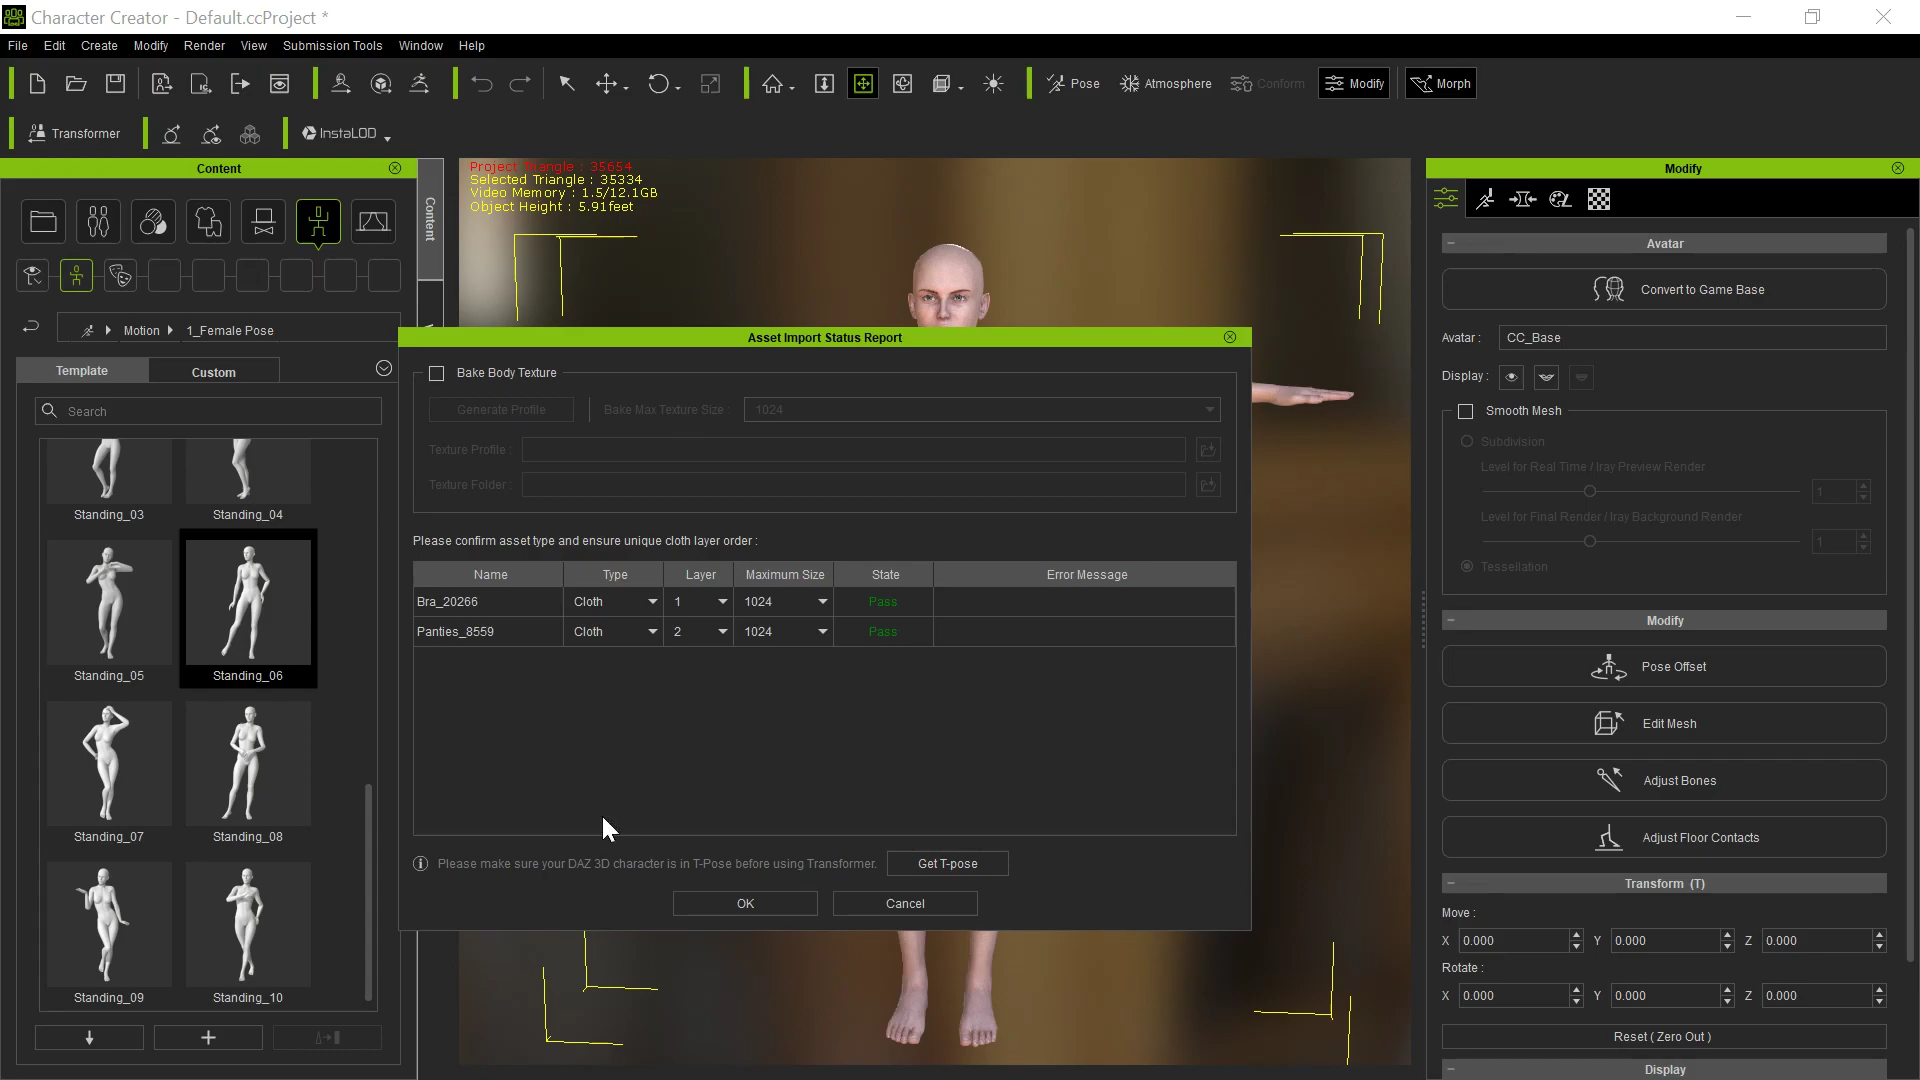 Character Creator - Default.ccProject *
File Edit Create Modify Render View Submission Tools Window Help
Pose Atmosphere Conform Modify Morph
Transformer InstaLOD
Content
Content
Project Triangle : 35654
Selected Triangle : 35334
Video Memory : 1.5/12.1GB
Object Height : 5.91feet
Motion 1_Female Pose
Template Custom
Search
Standing_03 Standing_04
Standing_05 Standing_06
Standing_07 Standing_08
Standing_09 Standing_10
Asset Import Status Report
Bake Body Texture
Generate Profile Bake Max Texture Size : 1024
Texture Profile :
Texture Folder :
Please confirm asset type and ensure unique cloth layer order :
Name Type Layer Maximum Size State Error Message
Bra_20266 Cloth 1 1024 Pass
Panties_8559 Cloth 2 1024 Pass
Please make sure your DAZ 3D character is in T-Pose before using Transformer. Get T-pose
OK Cancel
Modify
Avatar
Convert to Game Base
Avatar : CC_Base
Display :
Smooth Mesh
Subdivision
Level for Real Time / Iray Preview Render
1
Level for Final Render / Iray Background Render
1
Tessellation
Modify
Pose Offset
Edit Mesh
Adjust Bones
Adjust Floor Contacts
Transform (T)
Move :
X 0.000 Y 0.000 Z 0.000
Rotate :
X 0.000 Y 0.000 Z 0.000
Reset ( Zero Out )
Display